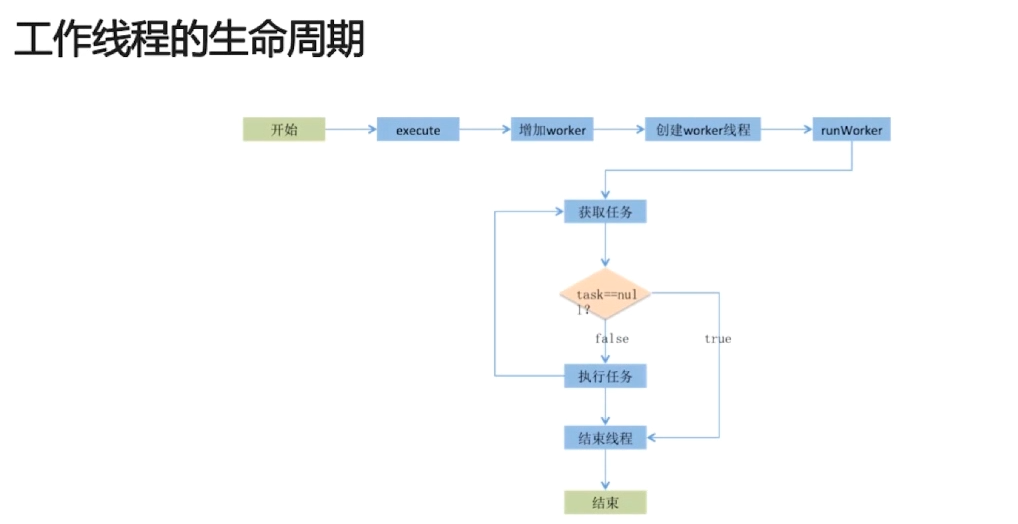 工作线程的生命周期
开始
execute
增加worker
创建worker线程
runWorker
获取任务
task==nul
l?
false
true
执行任务
结束线程
结束